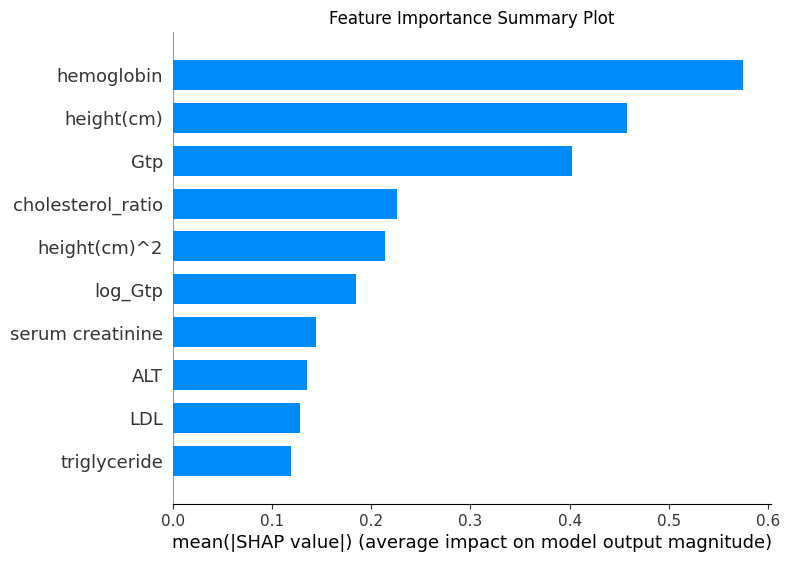 Feature Importance Summary Plot
hemoglobin
height(cm)
Gtp
cholesterol_ratio
height(cm)^2
log_Gtp
serum creatinine
ALT
LDL
triglyceride
0.0 0.1 0.2 0.3 0.4 0.5 0.6
mean(|SHAP value|) (average impact on model output magnitude)